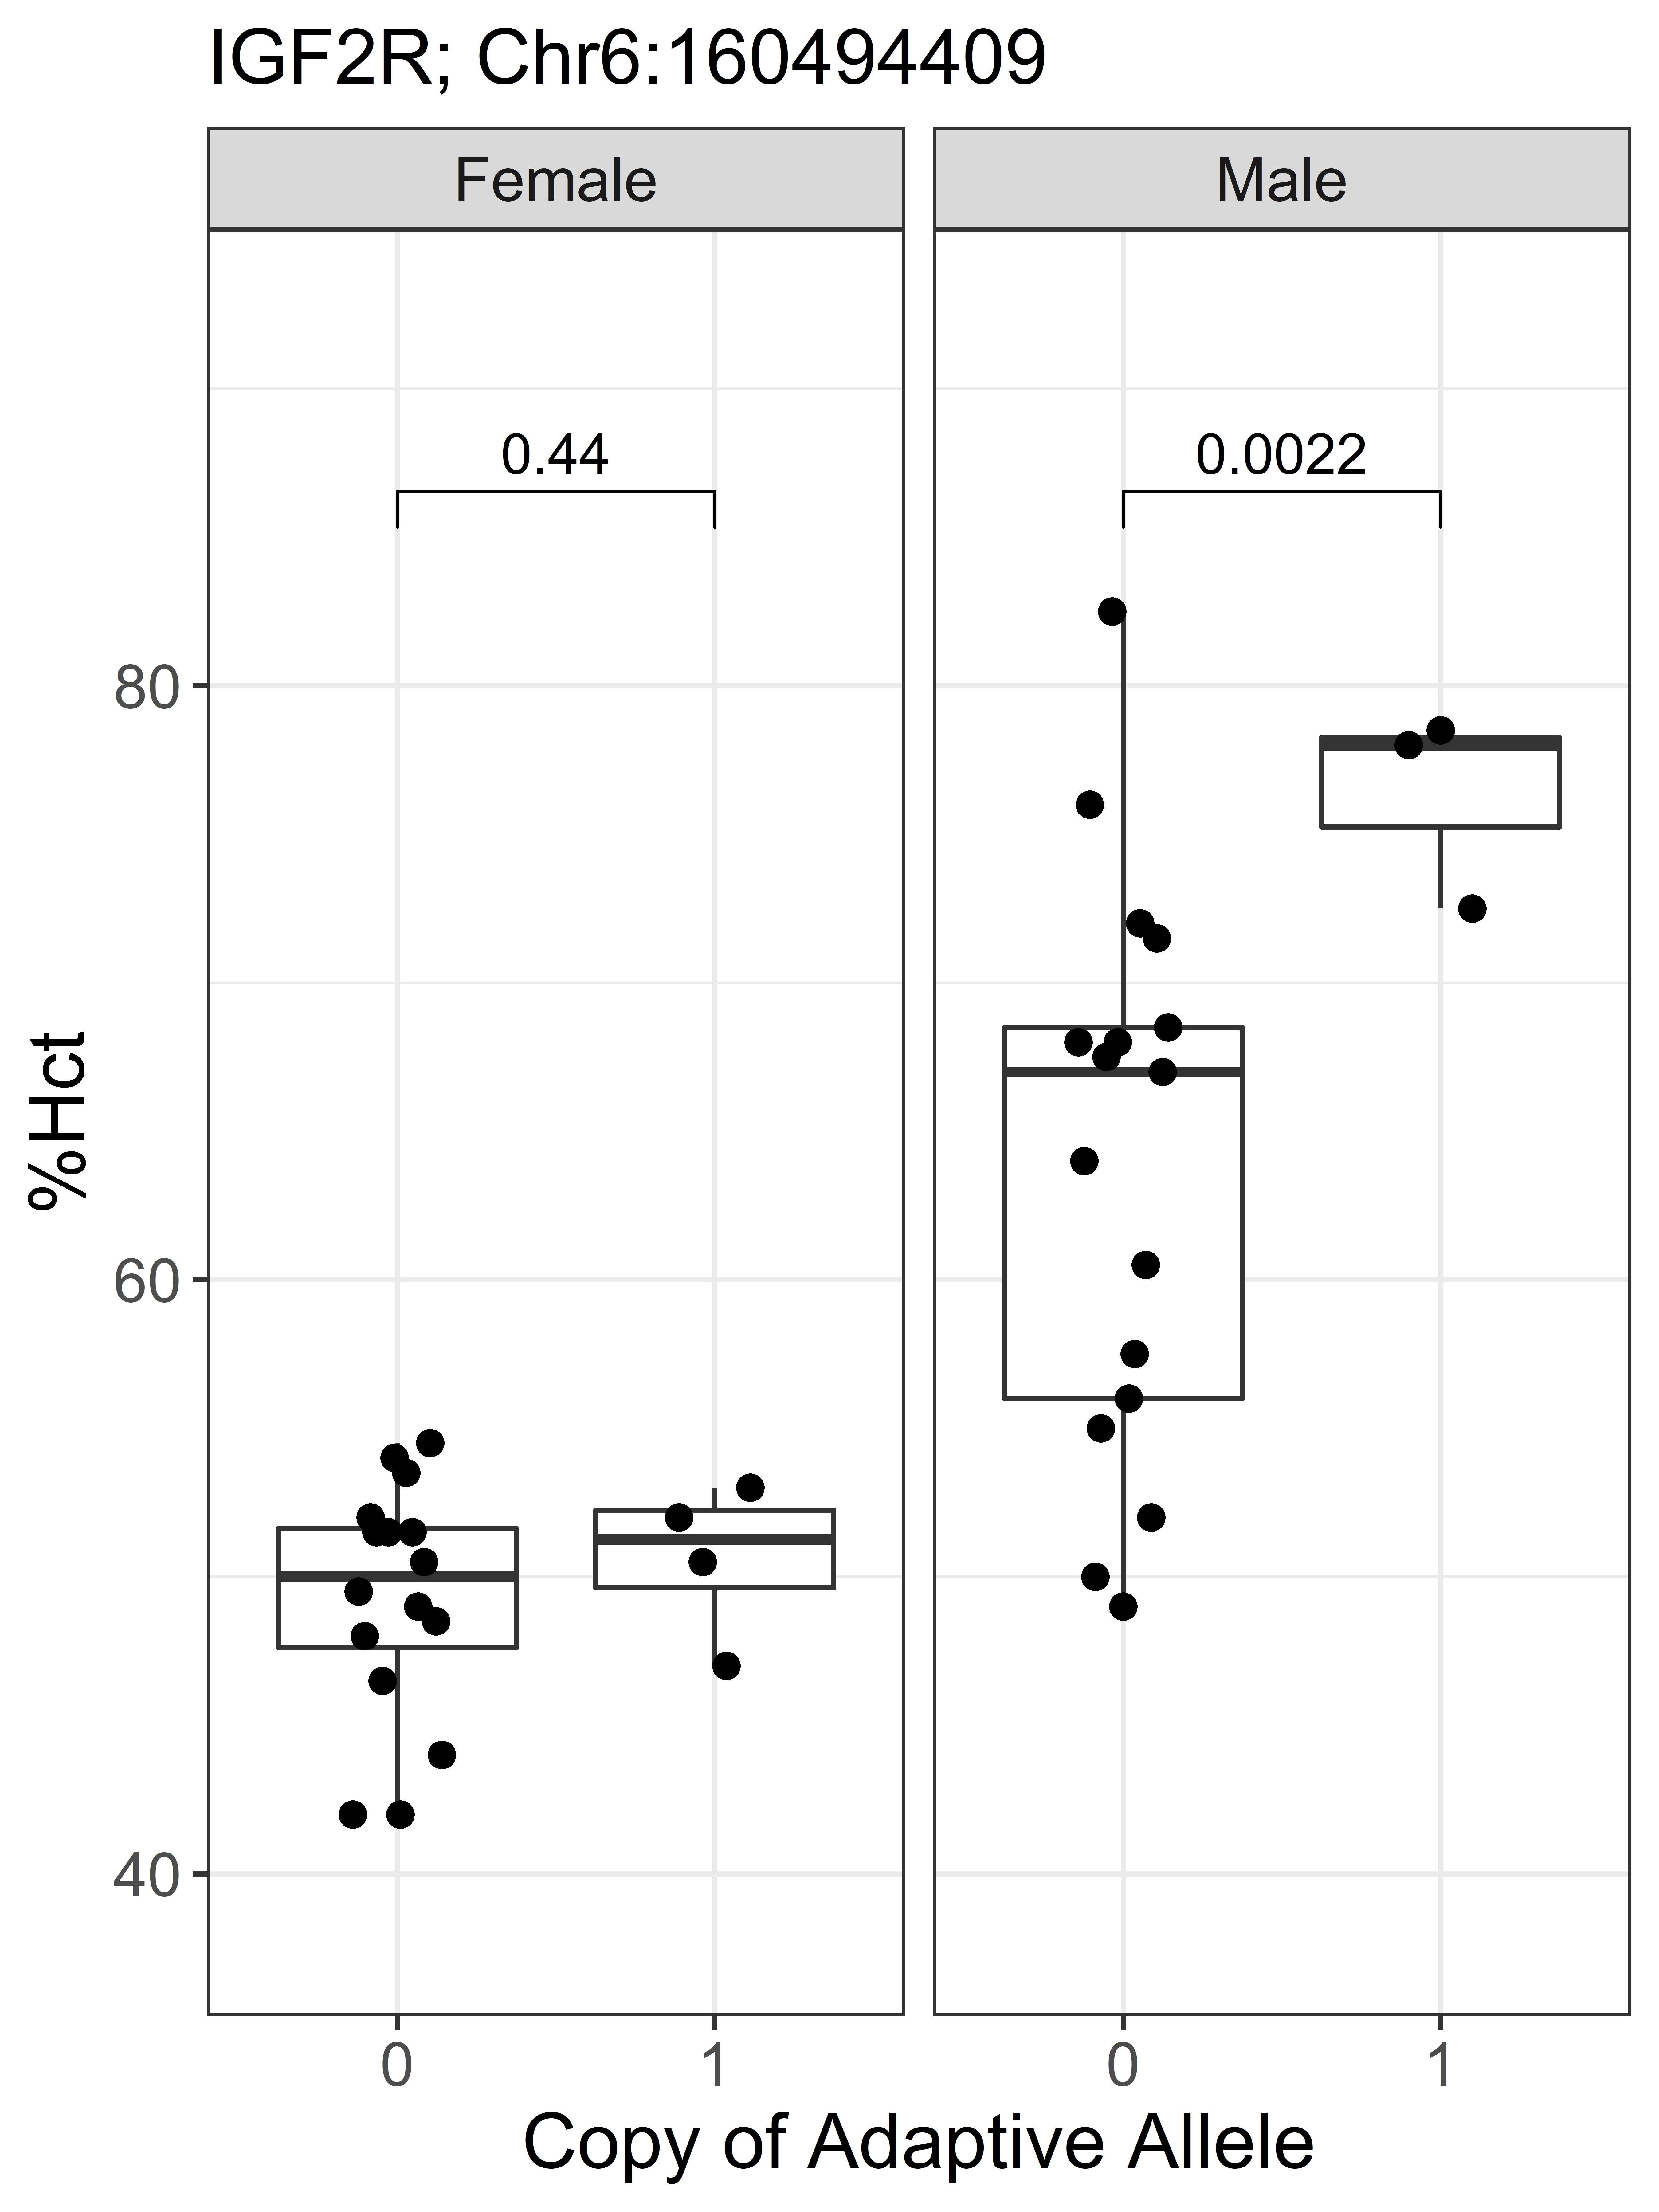 IGF2R; Chr6:160494409
Female
Male
0.44
0.0022
80
60
40
%Hct
0
1
0
1
Copy of Adaptive Allele